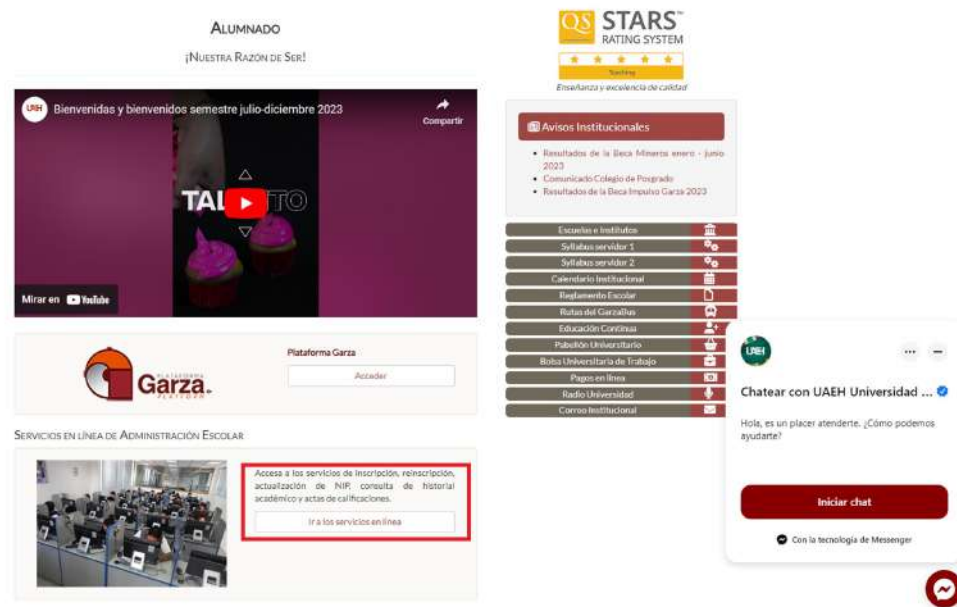 ALUMNADO
¡NUESTRA RAZÓN DE SER!
UAEH
Bienvenidas y bienvenidos semestre julio-diciembre 2023
Compartir
TALENTO
Mirar en YouTube
PLATAFORMA
Garza.
PLATFORM
Plataforma Garza
Acceder
SERVICIOS EN LÍNEA DE ADMINISTRACIÓN ESCOLAR
Accesa a los servicios de inscripción, reinscripción,
actualización de NIP, consulta de historial
académico y actas de calificaciones.
Ir a los servicios en línea
QS STARS™
RATING SYSTEM
Teaching
Enseñanza y excelencia de calidad
Avisos Institucionales
• Resultados de la Beca Mineros enero - junio
2023
• Comunicado Colegio de Posgrado
• Resultados de la Beca Impulso Garza 2023
Escuelas e Institutos
Syllabus servidor 1
Syllabus servidor 2
Calendario Institucional
Reglamento Escolar
Rutas del GarzaBus
Educación Continua
Pabellón Universitario
Bolsa Universitaria de Trabajo
Pagos en línea
Radio Universidad
Correo Institucional
UAEH
Chatear con UAEH Universidad ...
Hola, es un placer atenderte. ¿Cómo podemos
ayudarte?
Iniciar chat
Con la tecnología de Messenger